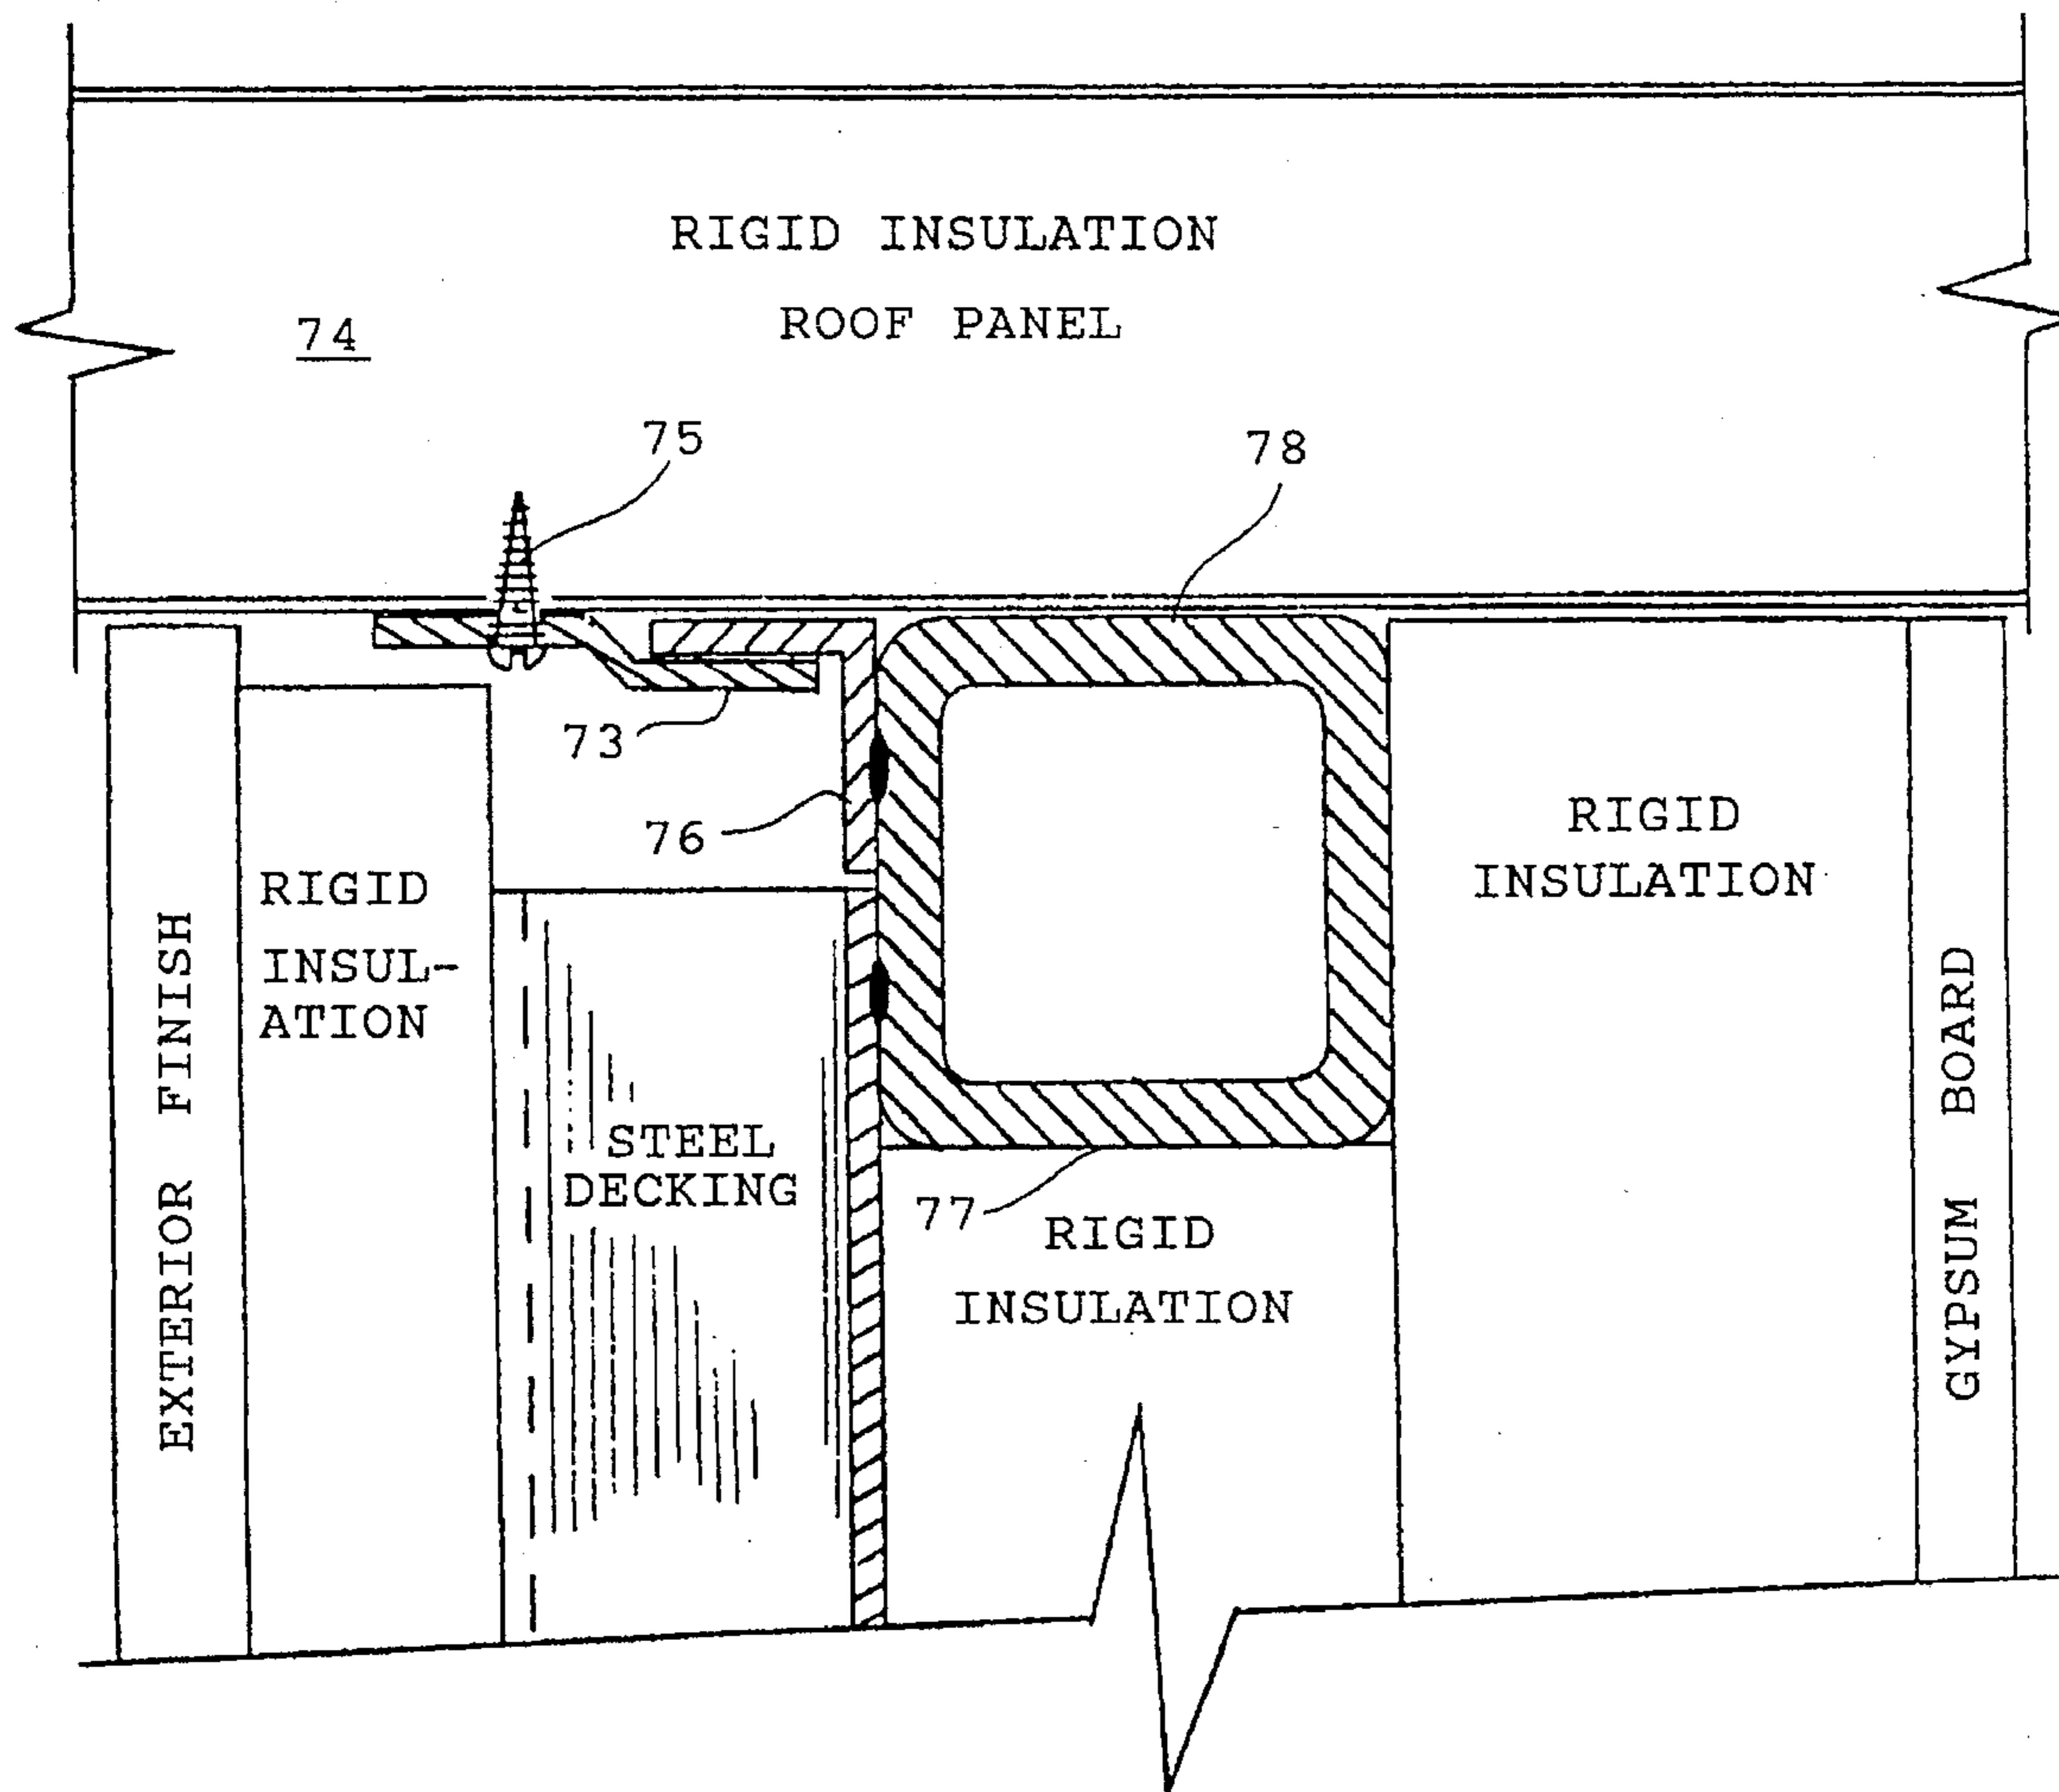 RIGID INSULATION
ROOF PANEL
74
75
78
73
76
RIGID
INSULATION
RIGID
INSUL-
ATION
EXTERIOR FINISH
STEEL
DECKING
77
RIGID
INSULATION
GYPSUM BOARD